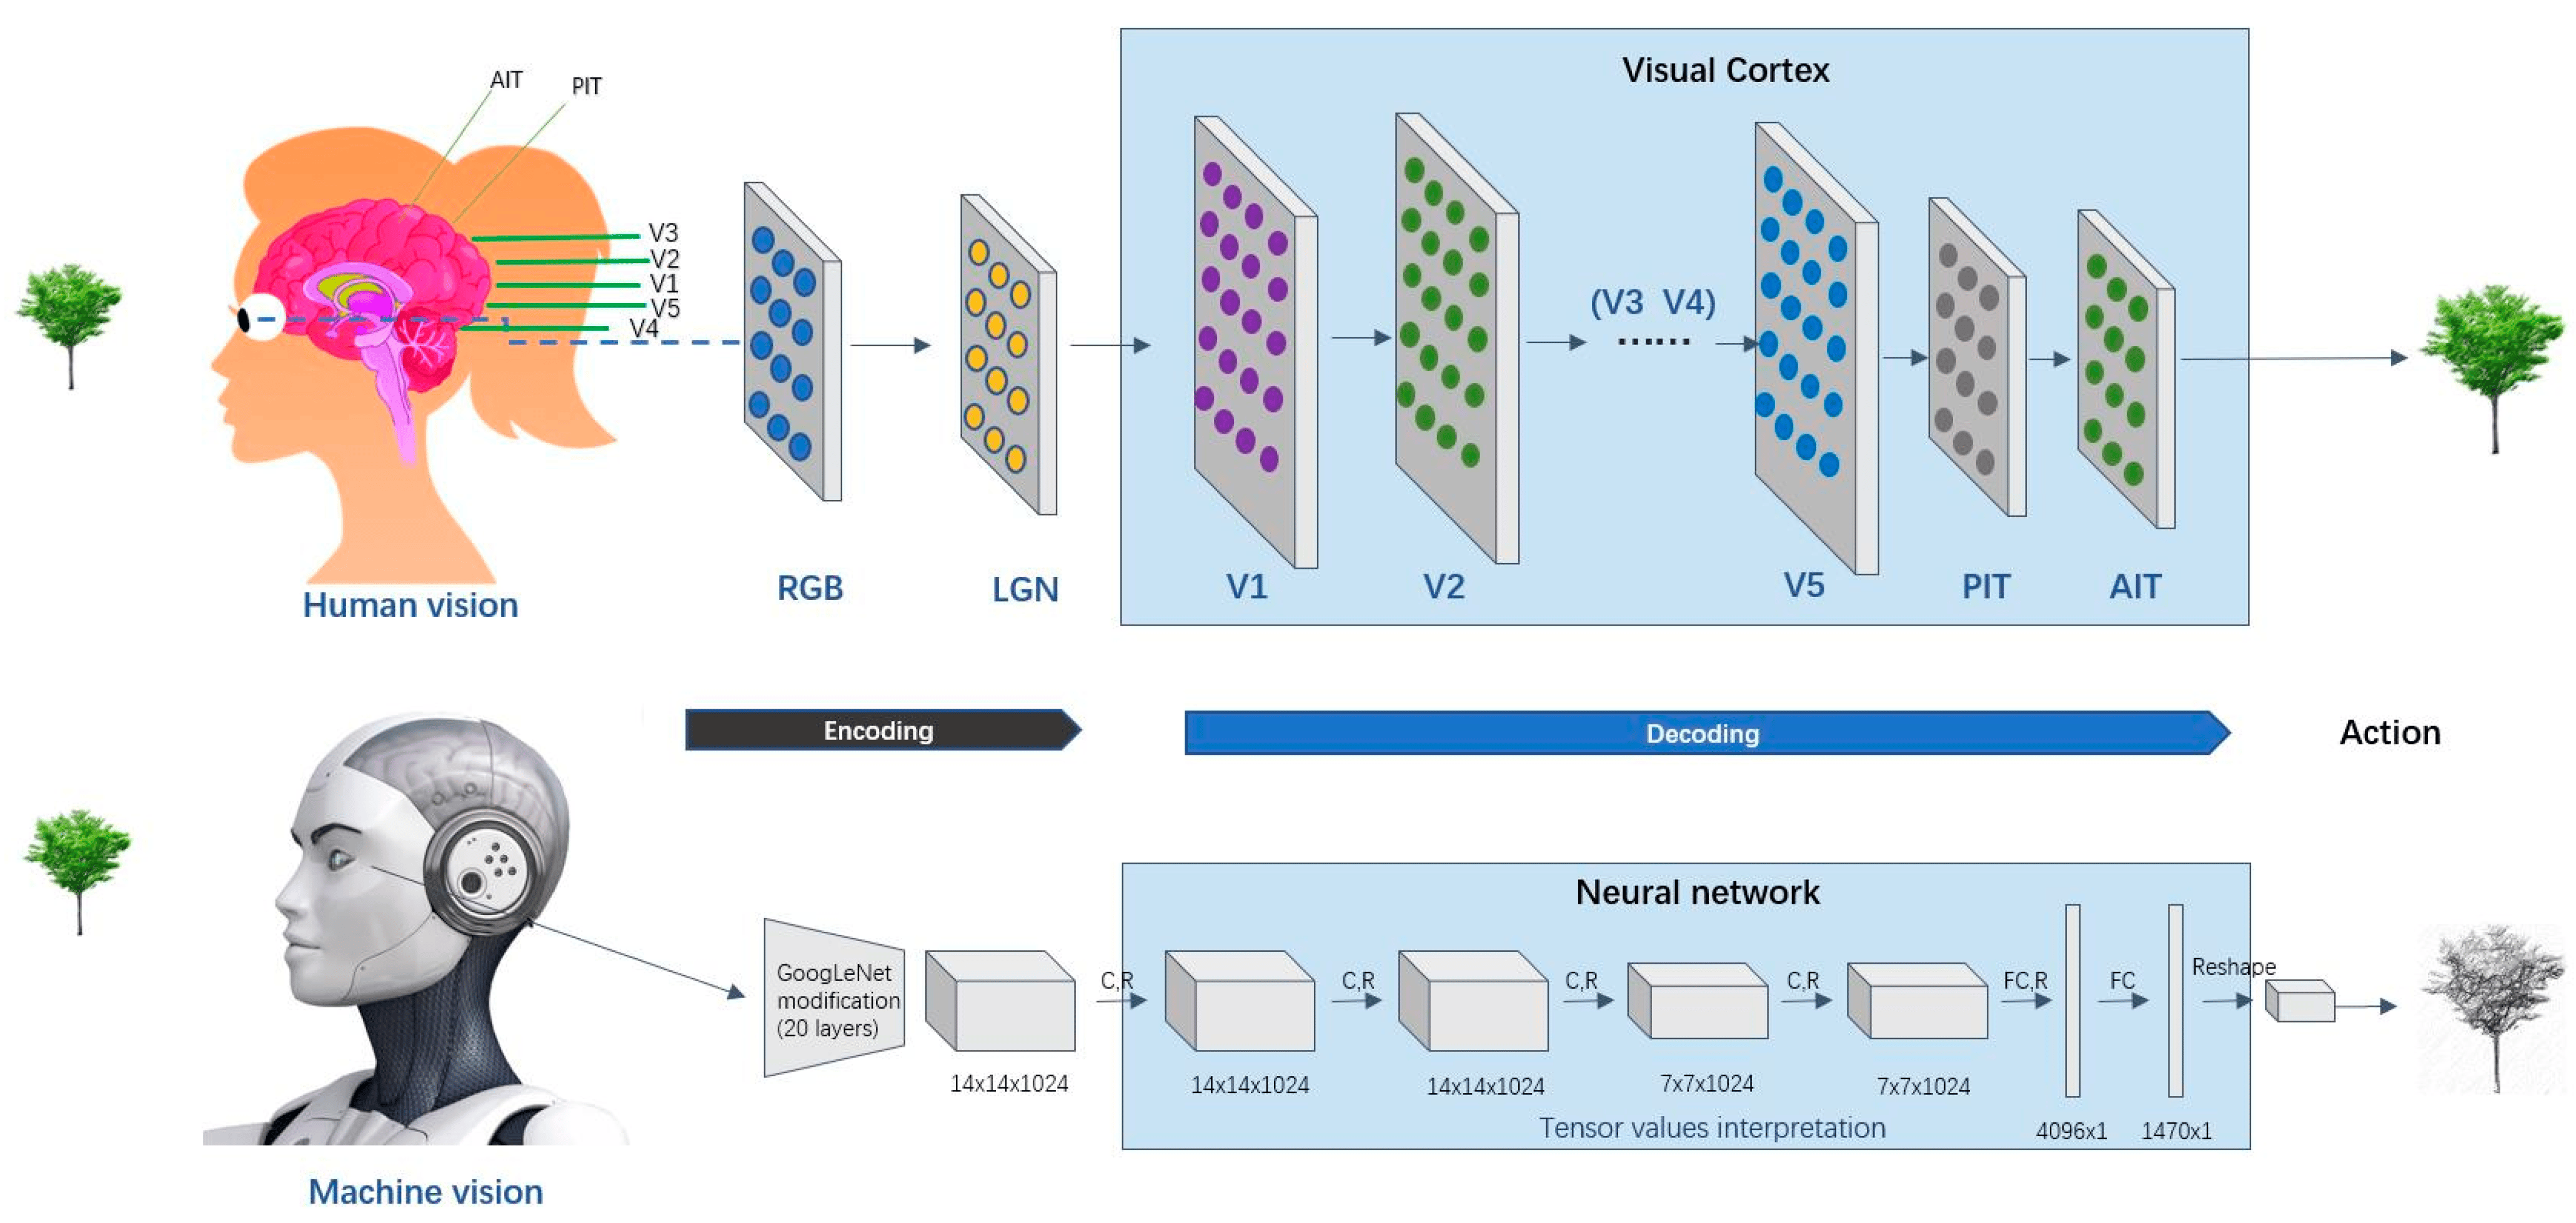 Visual Cortex
AIT
PIT
V3
V2
V1
V5
V4
(V3 V4)
......
RGB
LGN
V1
V2
V5
PIT
AIT
Human vision
Encoding
Decoding
Action
Neural network
GoogLeNet
modification
(20 layers)
C,R
C,R
C,R
C,R
FC,R
FC
Reshape
14x14x1024
14x14x1024
14x14x1024
7x7x1024
7x7x1024
4096x1
1470x1
Tensor values interpretation
Machine vision